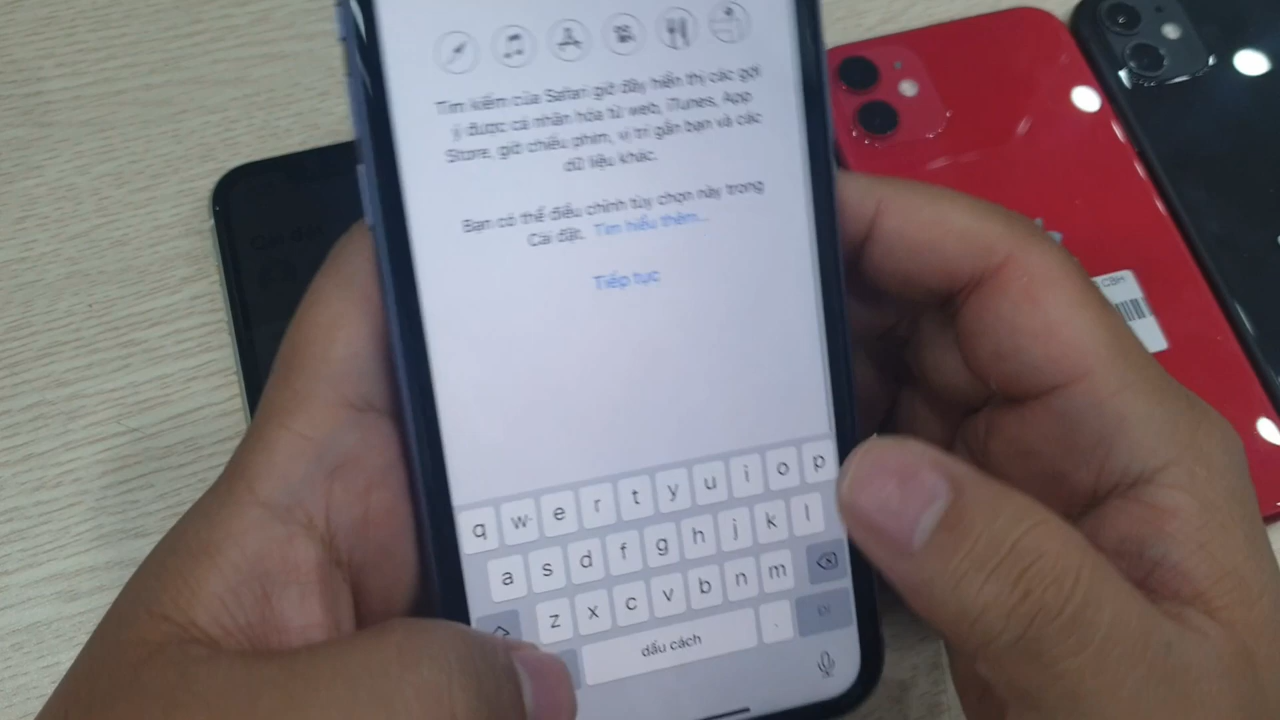 Tìm kiếm của Safari giờ đây hiển thị các gợi
ý được cá nhân hóa từ web, iTunes, App
Store, giờ chiếu phim, vị trí gần bạn và các
dữ liệu khác.
Bạn có thể điều chỉnh tùy chọn này trong
Cài đặt. Tìm hiểu thêm...
Tiếp tục
q w e r t y u i o p
a s d f g h j k l
z x c v b n m
dấu cách .
CBH